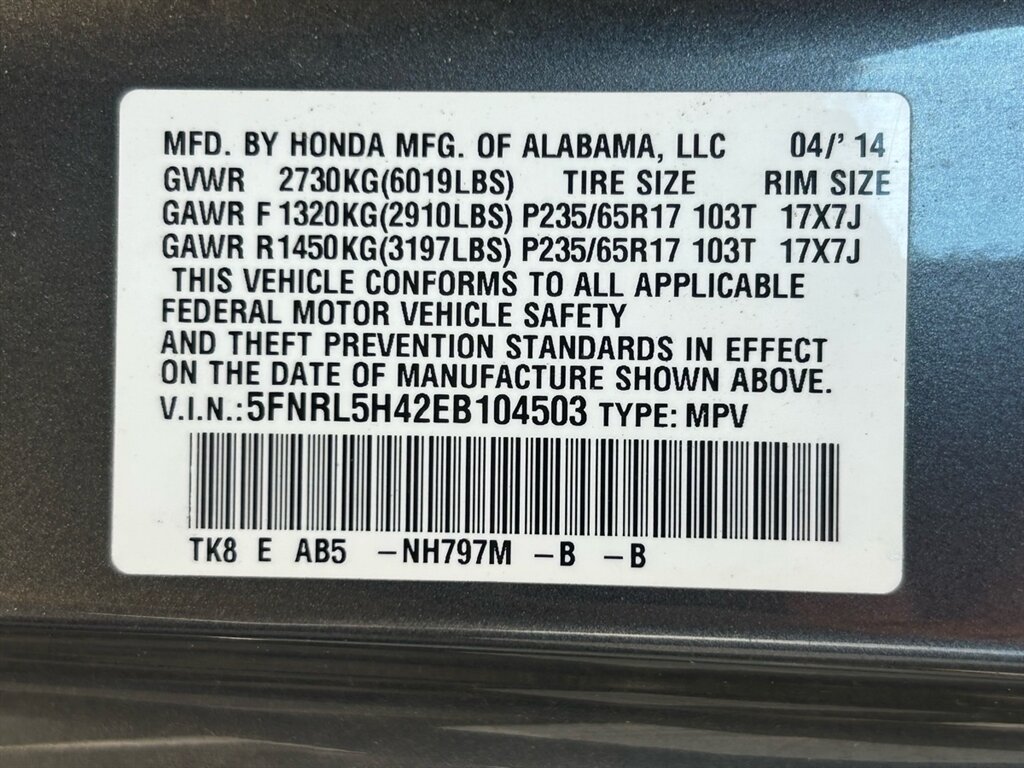 MFD. BY HONDA MFG. OF ALABAMA, LLC 04/' 14
GVWR 2730KG(6019LBS) TIRE SIZE RIM SIZE
GAWR F 1320KG(2910LBS) P235/65R17 103T 17X7J
GAWR R1450KG(3197LBS) P235/65R17 103T 17X7J
THIS VEHICLE CONFORMS TO ALL APPLICABLE
FEDERAL MOTOR VEHICLE SAFETY
AND THEFT PREVENTION STANDARDS IN EFFECT
ON THE DATE OF MANUFACTURE SHOWN ABOVE.
V.I.N.:5FNRL5H42EB104503 TYPE: MPV
TK8 E AB5 –NH797M –B –B